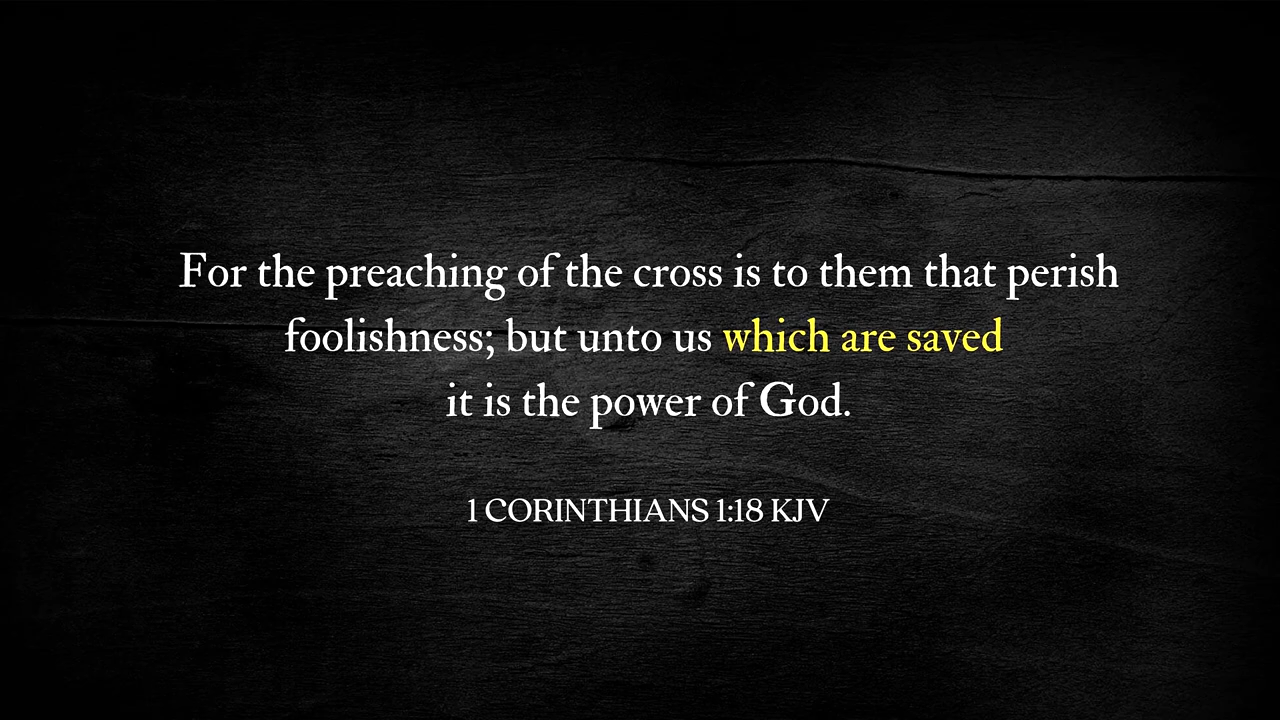 For the preaching of the cross is to them that perish
foolishness; but unto us which are saved
it is the power of God.
1 CORINTHIANS 1:18 KJV